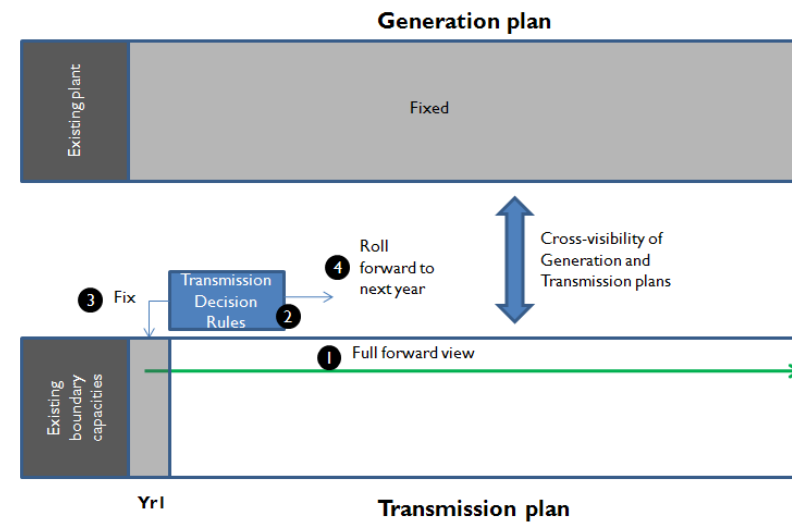 Generation plan
Existing plant
Fixed
Cross-visibility of
Generation and
Transmission plans
4
Roll
forward to
next year
3
Fix
Transmission
Decision
Rules
2
1
Full forward view
Existing
boundary
capacities
Yr1
Transmission plan